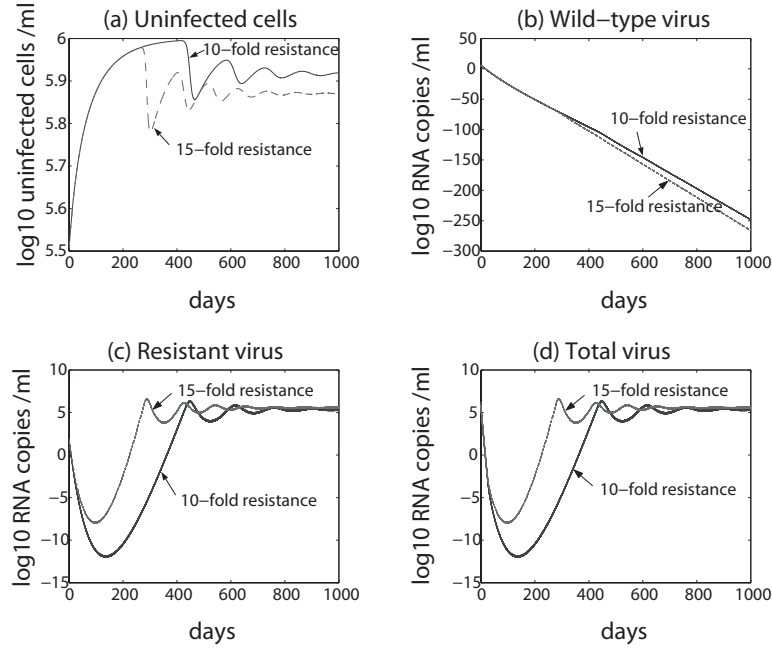 (a) Uninfected cells
log10 uninfected cells /ml
6
5.9
5.8
5.7
5.6
5.5
10−fold resistance
15−fold resistance
0 200 400 600 800 1000
days
(b) Wild−type virus
log10 RNA copies /ml
50
0
−50
−100
−150
−200
−250
−300
10−fold resistance
15−fold resistance
0 200 400 600 800 1000
days
(c) Resistant virus
log10 RNA copies /ml
10
5
0
−5
−10
−15
15−fold resistance
10−fold resistance
0 200 400 600 800 1000
days
(d) Total virus
log10 RNA copies /ml
10
5
0
−5
−10
−15
15−fold resistance
10−fold resistance
0 200 400 600 800 1000
days